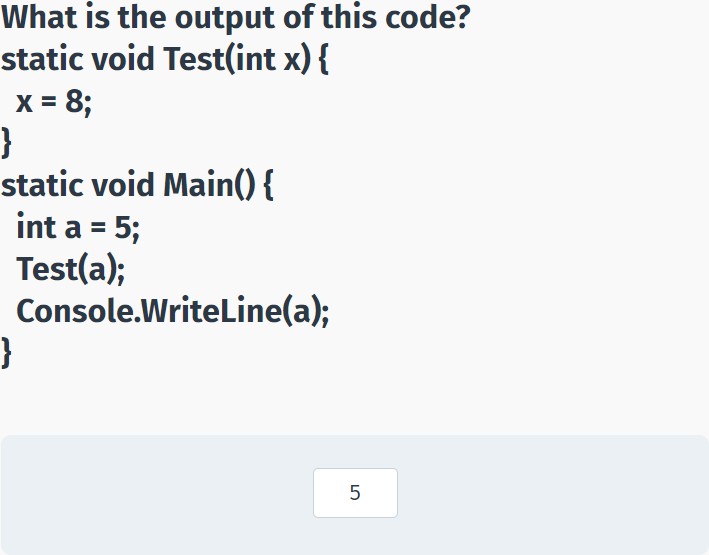 What is the output of this code?
static void Test(int x) {
x = 8;
}
static void Main() {
int a = 5;
Test(a);
Console.WriteLine(a);
}
5